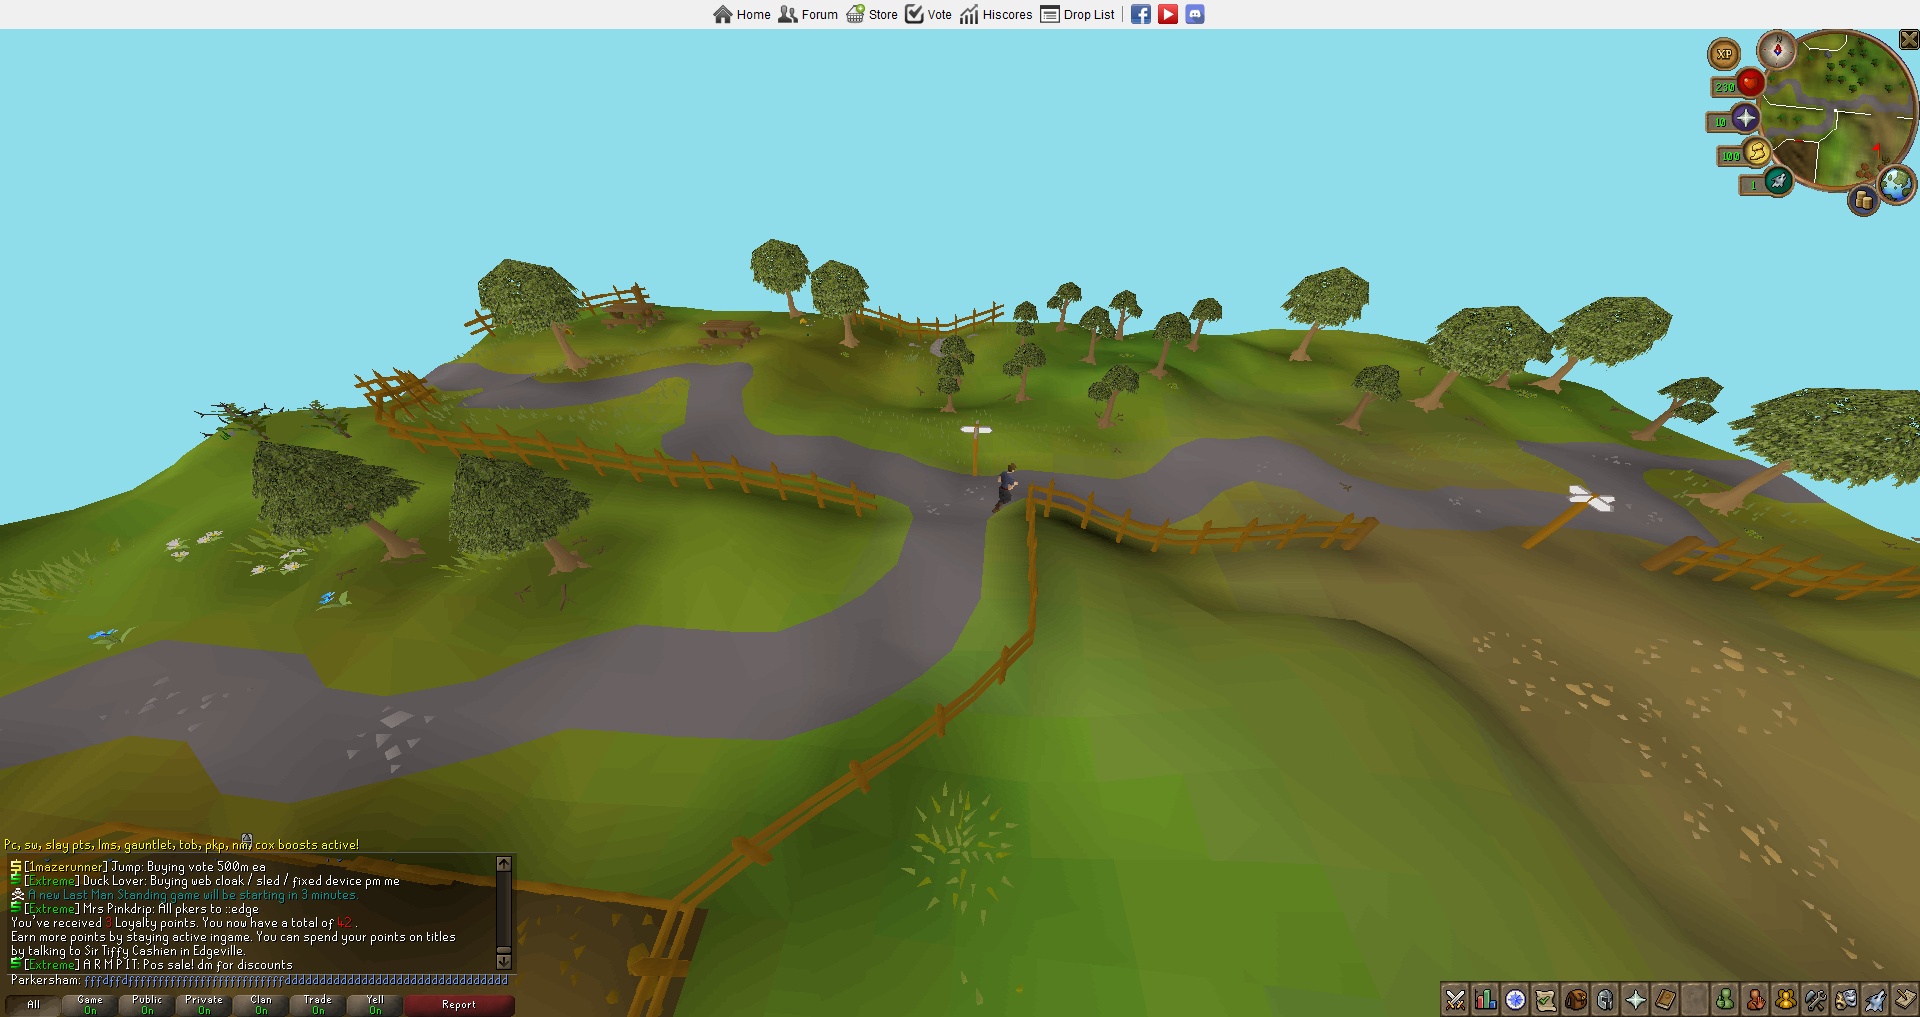 Home Forum Store Vote Hiscores Drop List
N
XP
230
10
100
1
Pc, sw, slay pts, lms, gauntlet, tob, pkp, nm, cox boosts active!
[1mazerunner] Jump: Buying vote 500m ea
[Extreme] Duck Lover: Buying web cloak / sled / fixed device pm me
A new Last Man Standing game will be starting in 3 minutes.
[Extreme] Mrs Pinkdrip: All pkers to ::edge
You've received 3 Loyalty points. You now have a total of 42 .
Earn more points by staying active ingame. You can spend your points on titles
by talking to Sir Tiffy Cashien in Edgeville.
[Extreme] A R M P I T: Pos sale! dm for discounts
Parkersham:
All Game On Public On Private On Clan On Trade On Yell On Report